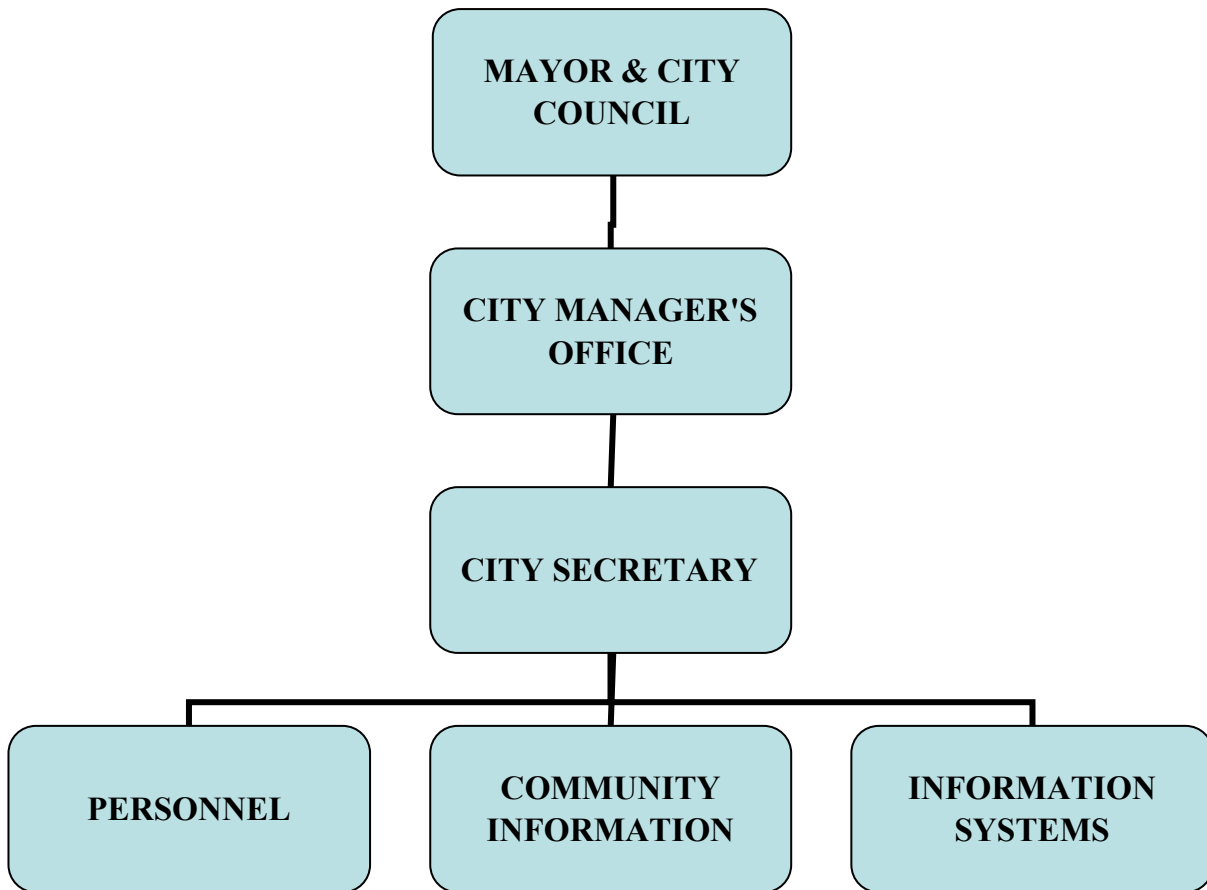 MAYOR & CITY
COUNCIL
CITY MANAGER'S
OFFICE
CITY SECRETARY
PERSONNEL
COMMUNITY
INFORMATION
INFORMATION
SYSTEMS